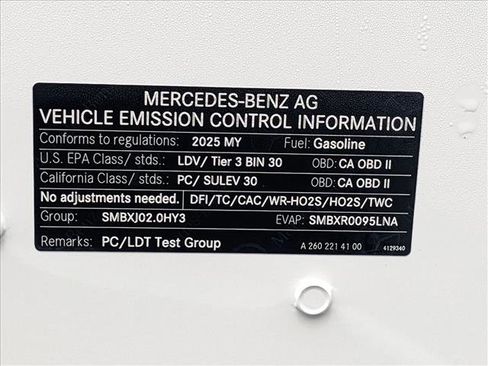 MERCEDES-BENZ AG
VEHICLE EMISSION CONTROL INFORMATION
Conforms to regulations: 2025 MY Fuel: Gasoline
U.S. EPA Class/ stds.: LDV/ Tier 3 BIN 30 OBD: CA OBD II
California Class/ stds.: PC/ SULEV 30 OBD: CA OBD II
No adjustments needed. DFI/TC/CAC/WR-HO2S/HO2S/TWC
Group: SMBXJ02.0HY3 EVAP: SMBXR0095LNA
Remarks: PC/LDT Test Group A 260 221 41 00 4129340